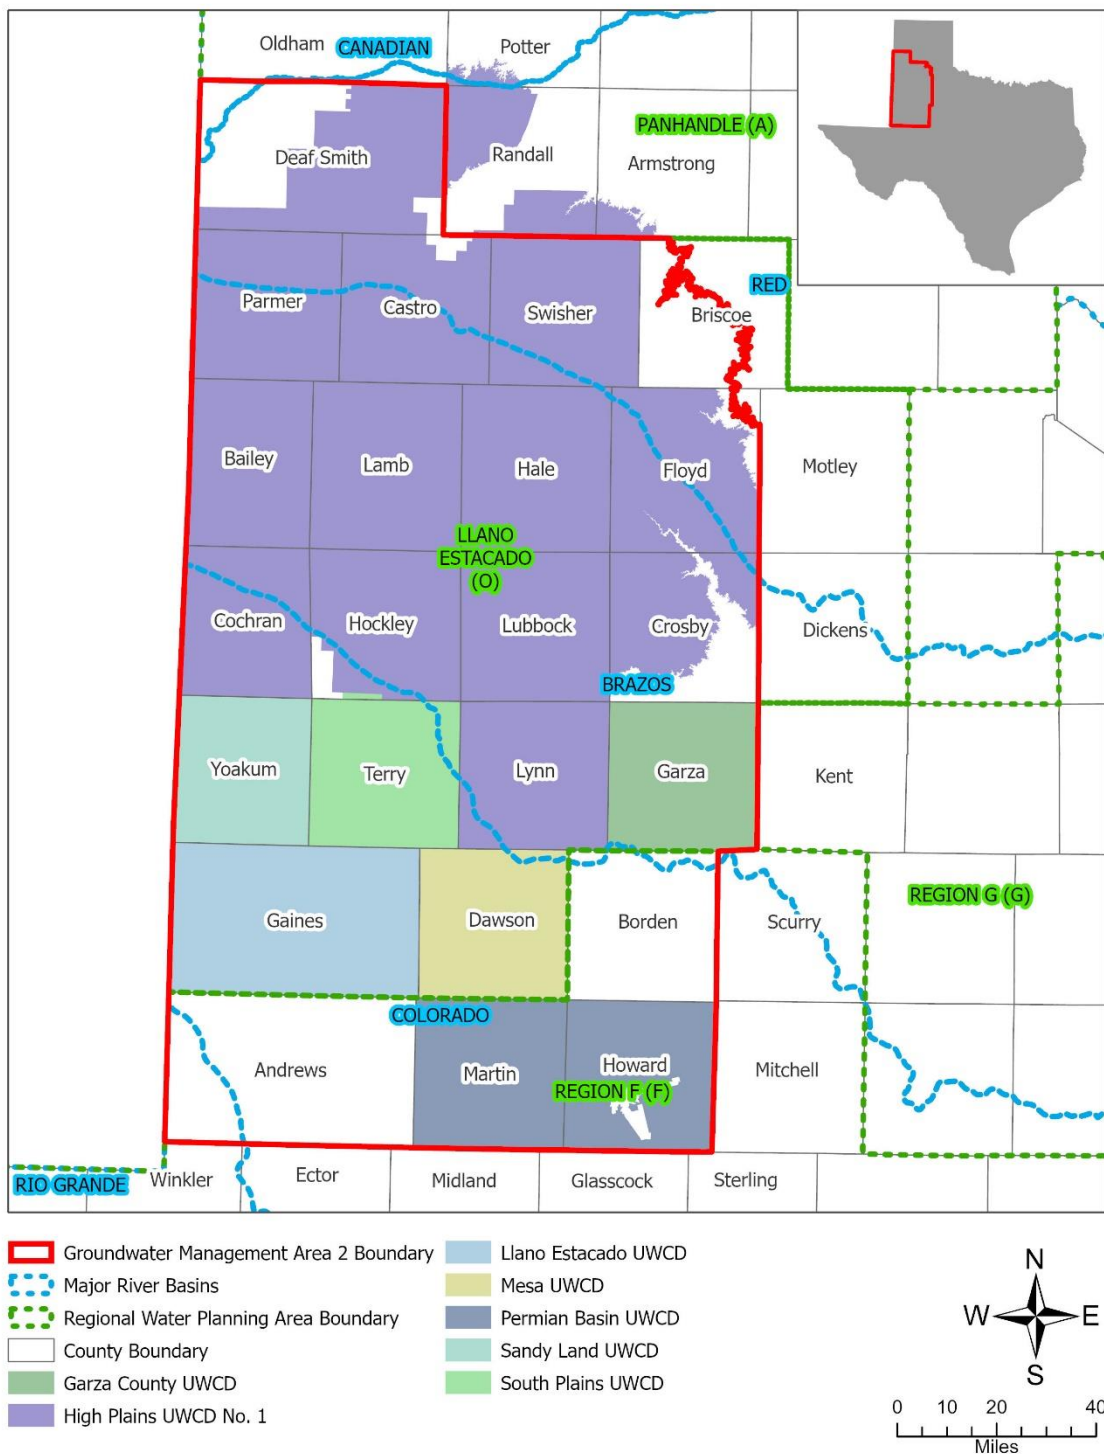 Oldham
Potter
CANADIAN
PANHANDLE (A)
Deaf Smith
Randall
Armstrong
RED
Parmer
Castro
Swisher
Briscoe
Bailey
Lamb
Hale
Floyd
Motley
LLANO
ESTACADO
(O)
Cochran
Hockley
Lubbock
Crosby
Dickens
BRAZOS
Yoakum
Terry
Lynn
Garza
Kent
REGION G (G)
Gaines
Dawson
Borden
Scurry
COLORADO
Andrews
Martin
Howard
Mitchell
REGION F (F)
RIO GRANDE
Winkler
Ector
Midland
Glasscock
Sterling
Groundwater Management Area 2 Boundary
Major River Basins
Regional Water Planning Area Boundary
County Boundary
Garza County UWCD
High Plains UWCD No. 1
Llano Estacado UWCD
Mesa UWCD
Permian Basin UWCD
Sandy Land UWCD
South Plains UWCD
N
W E
S
0 10 20 40
Miles